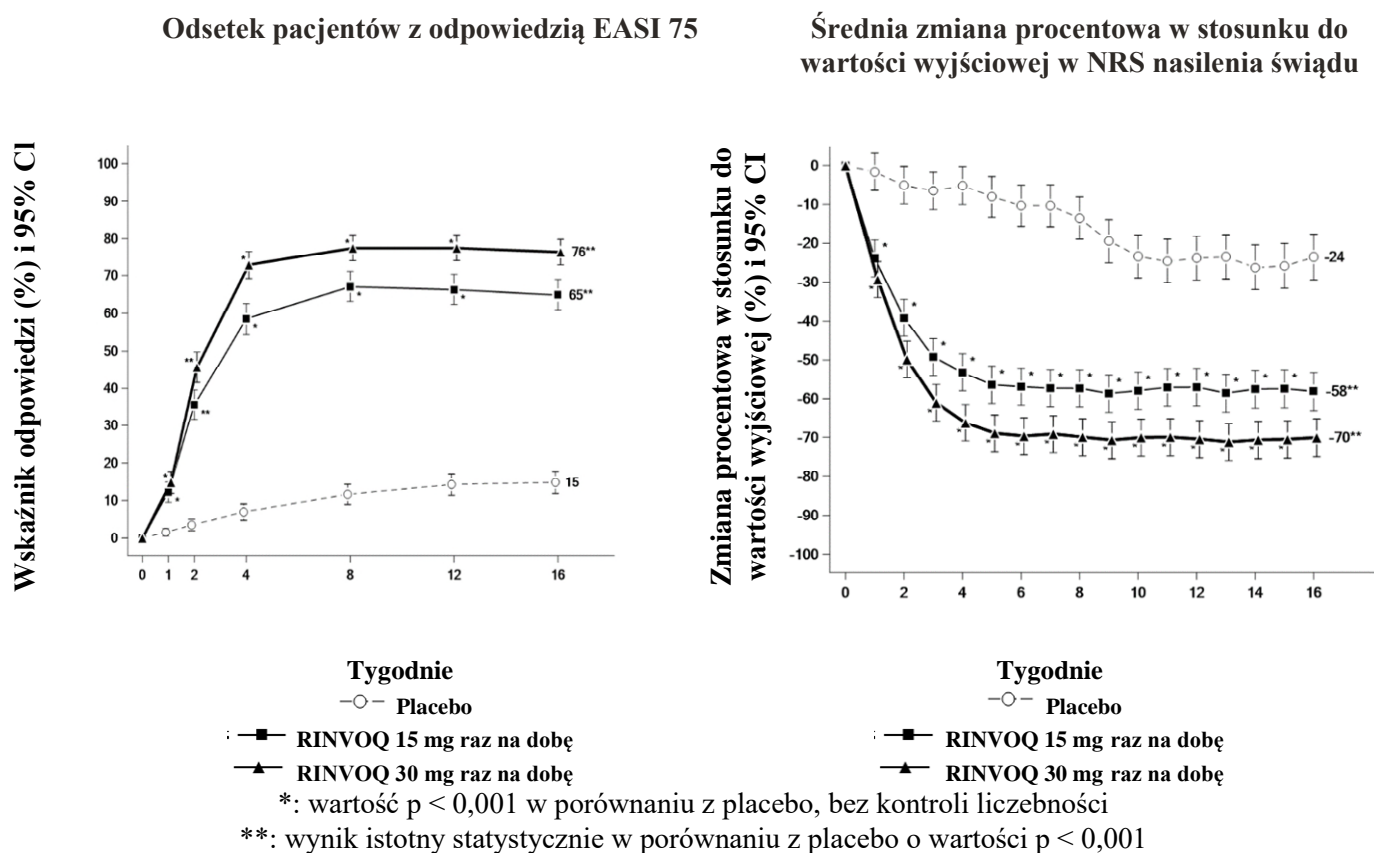 Odsetek pacjentów z odpowiedzią EASI 75
Wskaźnik odpowiedzi (%) i 95% CI
100
90
80
70
60
50
40
30
20
10
0
76**
65**
15
*
*
*
*
*
*
*
*
**
**
0 1 2 4 8 12 16
Tygodnie
Placebo
RINVOQ 15 mg raz na dobę
RINVOQ 30 mg raz na dobę
Średnia zmiana procentowa w stosunku do
wartości wyjściowej w NRS nasilenia świądu
Zmiana procentowa w stosunku do
wartości wyjściowej (%) i 95% CI
0
-10
-20
-30
-40
-50
-60
-70
-80
-90
-100
-24
-58**
-70**
0 2 4 6 8 10 12 14 16
Tygodnie
Placebo
RINVOQ 15 mg raz na dobę
RINVOQ 30 mg raz na dobę
*: wartość p < 0,001 w porównaniu z placebo, bez kontroli liczebności
**: wynik istotny statystycznie w porównaniu z placebo o wartości p < 0,001